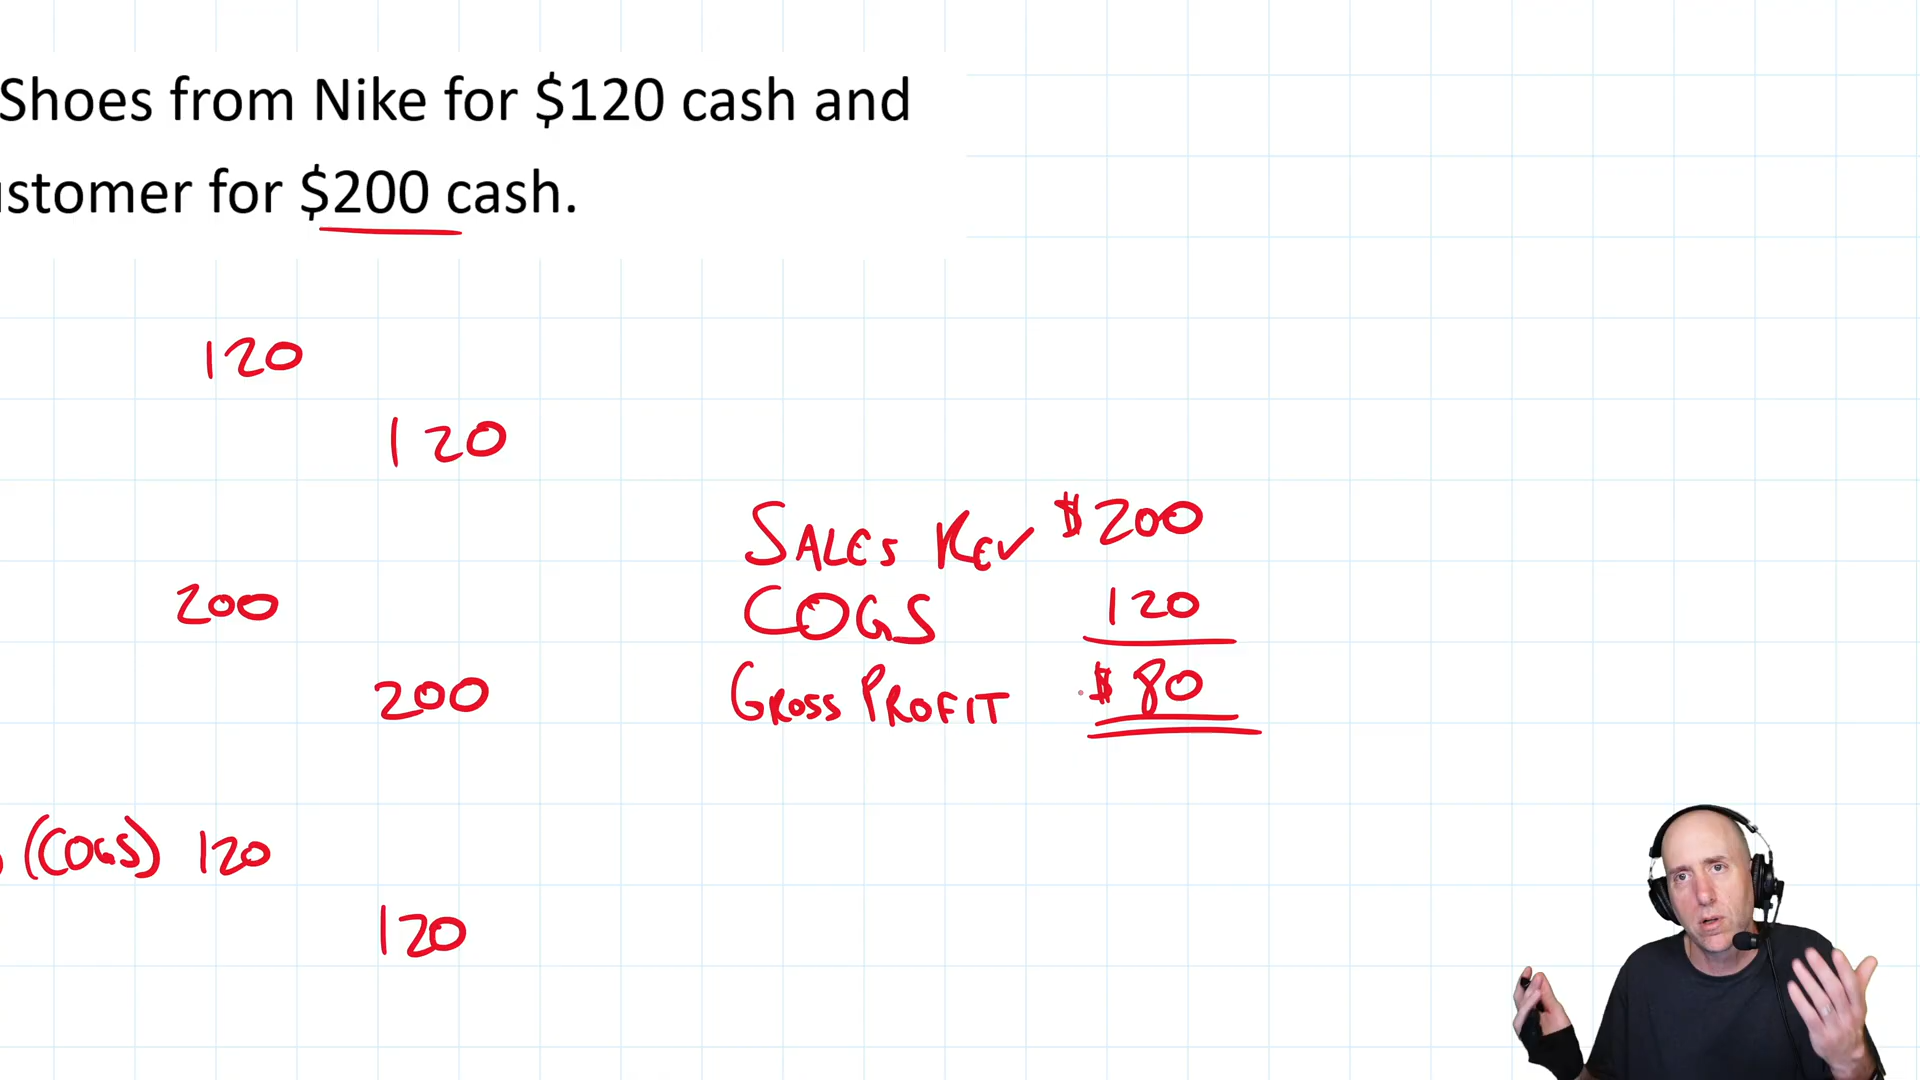 Shoes from Nike for $120 cash and
ustomer for $200 cash.
120
120
SALES REV $200
200
COGS 120
200
GROSS PROFIT $ 80
(COGS) 120
120